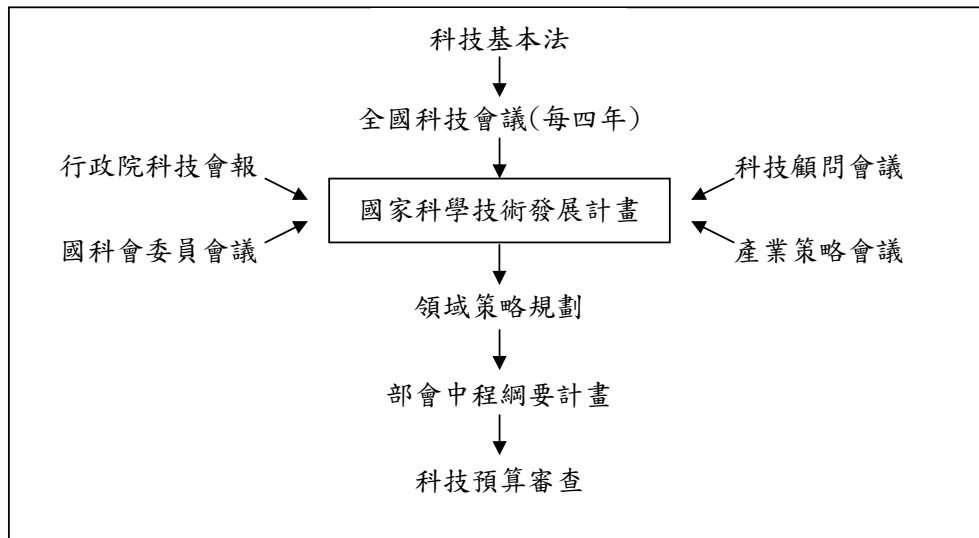 科技基本法
全國科技會議(每四年)
行政院科技會報
科技顧問會議
國家科學技術發展計畫
國科會委員會議
產業策略會議
領域策略規劃
部會中程綱要計畫
科技預算審查